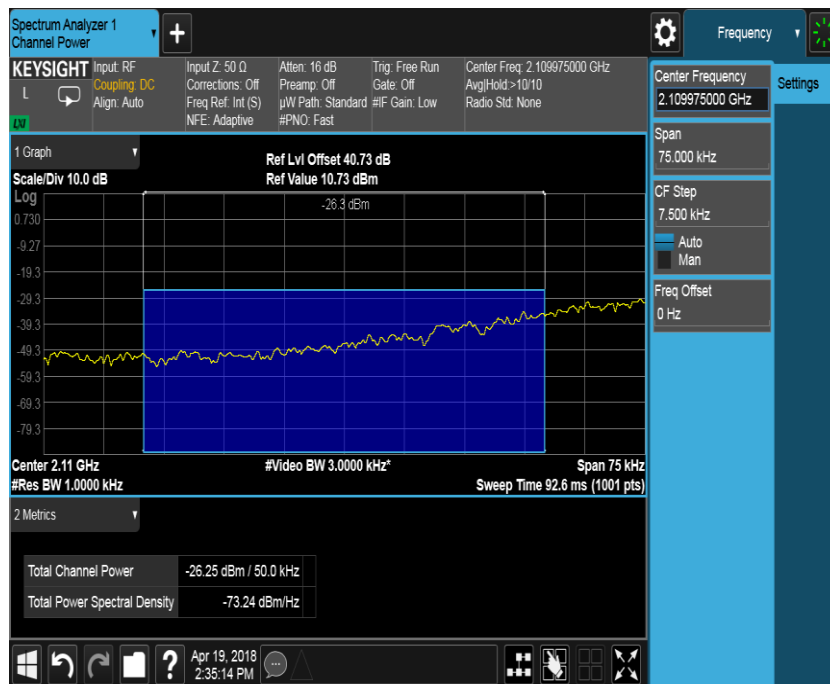 Spectrum Analyzer 1
Channel Power
+
Frequency
KEYSIGHT
L
LXI
Input: RF
Coupling: DC
Align: Auto
Input Z: 50 Ω
Corrections: Off
Freq Ref: Int (S)
NFE: Adaptive
Atten: 16 dB
Preamp: Off
µW Path: Standard
#PNO: Fast
Trig: Free Run
Gate: Off
#IF Gain: Low
Center Freq: 2.109975000 GHz
Avg|Hold:>10/10
Radio Std: None
Center Frequency
2.109975000 GHz
Settings
Span
75.000 kHz
CF Step
7.500 kHz
Auto
Man
Freq Offset
0 Hz
1 Graph
Scale/Div 10.0 dB
Ref Lvl Offset 40.73 dB
Ref Value 10.73 dBm
Log
-26.3 dBm
0.730
-9.27
-19.3
-29.3
-39.3
-49.3
-59.3
-69.3
-79.3
Center 2.11 GHz
#Video BW 3.0000 kHz*
Span 75 kHz
#Res BW 1.0000 kHz
Sweep Time 92.6 ms (1001 pts)
2 Metrics
Total Channel Power
-26.25 dBm / 50.0 kHz
Total Power Spectral Density
-73.24 dBm/Hz
?
Apr 19, 2018
2:35:14 PM